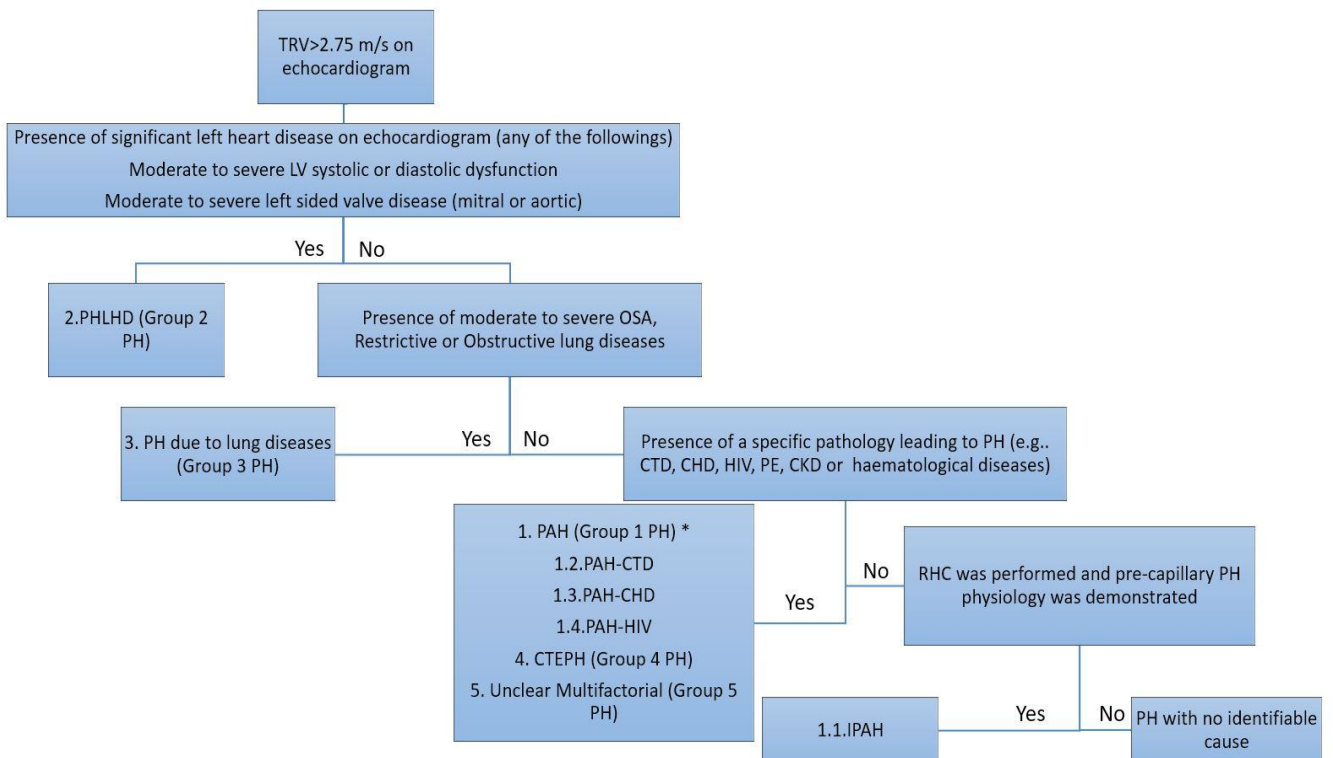 TRV>2.75 m/s on
echocardiogram
Presence of significant left heart disease on echocardiogram (any of the followings)
Moderate to severe LV systolic or diastolic dysfunction
Moderate to severe left sided valve disease (mitral or aortic)
Yes
No
2.PHLHD (Group 2
PH)
Presence of moderate to severe OSA,
Restrictive or Obstructive lung diseases
3. PH due to lung diseases
(Group 3 PH)
Yes
No
Presence of a specific pathology leading to PH (e.g..
CTD, CHD, HIV, PE, CKD or haematological diseases)
1. PAH (Group 1 PH) *
1.2.PAH-CTD
1.3.PAH-CHD
1.4.PAH-HIV
4. CTEPH (Group 4 PH)
5. Unclear Multifactorial (Group 5
PH)
Yes
No
RHC was performed and pre-capillary PH
physiology was demonstrated
1.1.IPAH
Yes
No
PH with no identifiable
cause